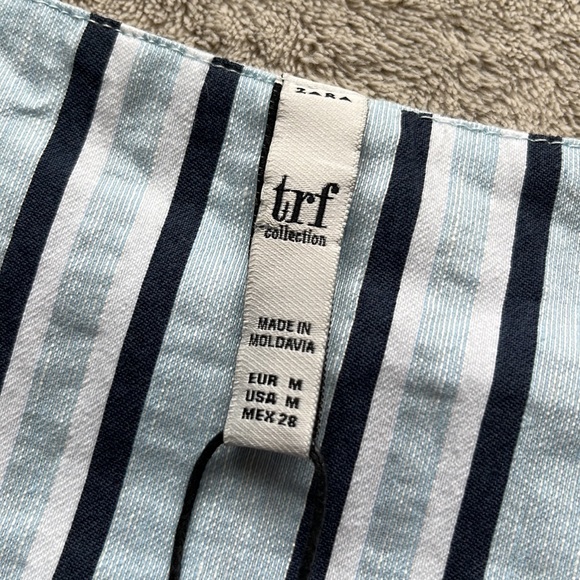 ZARA
trf
collection
MADE IN
MOLDAVIA
EUR M
USA M
MEX 28